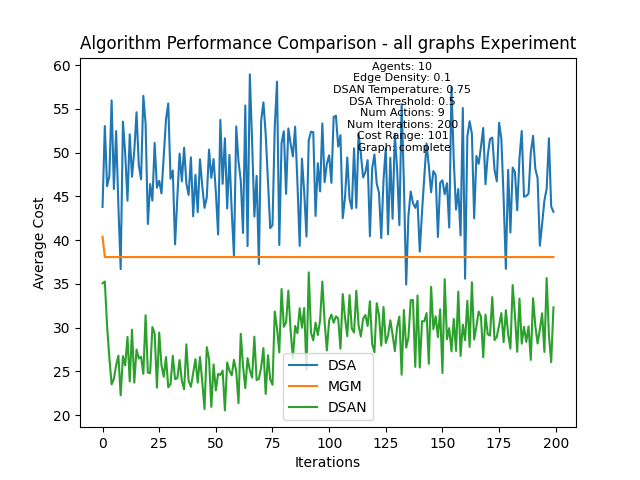 Algorithm Performance Comparison - all graphs Experiment
Agents: 10
Edge Density: 0.1
DSAN Temperature: 0.75
DSA Threshold: 0.5
Num Actions: 9
Num Iterations: 200
Cost Range: 101
Graph: complete
60
55
50
45
40
35
30
25
20
Average Cost
DSA
MGM
DSAN
0
25
50
75
100
125
150
175
200
Iterations